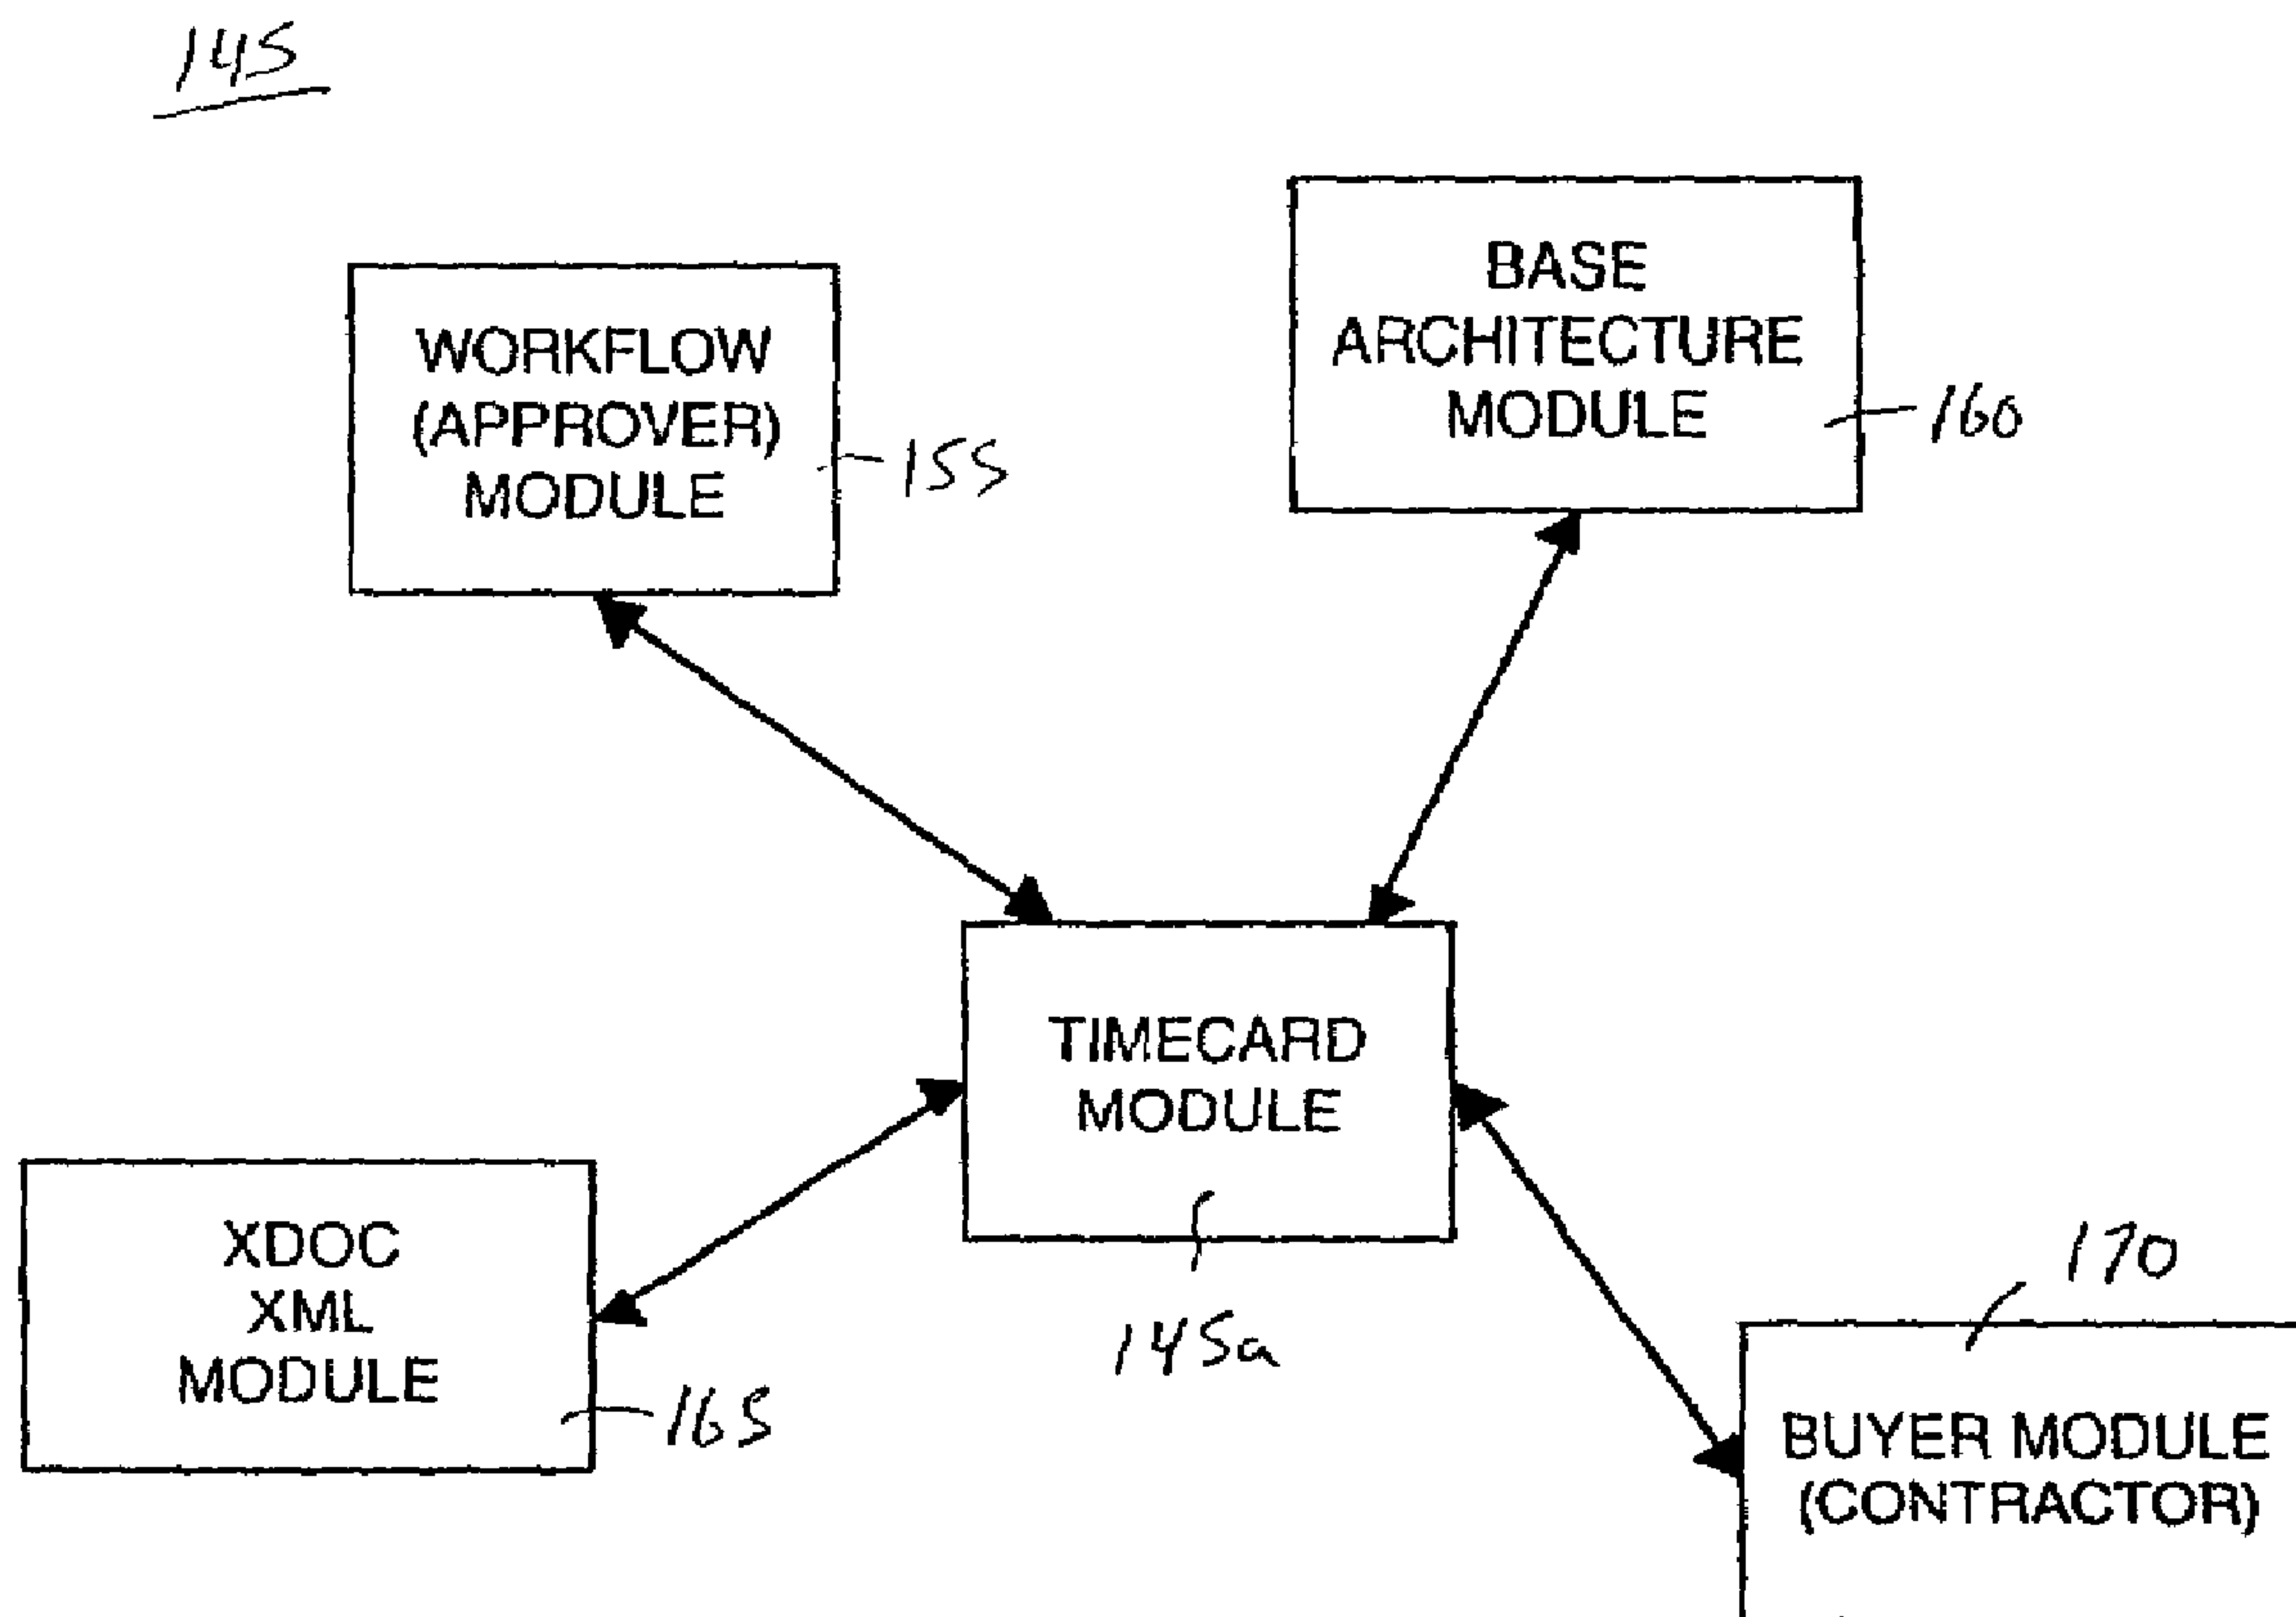 145
BASE
ARCHITECTURE
MODULE
160
WORKFLOW
(APPROVER)
MODULE
155
TIMECARD
MODULE
145a
XDOC
XML
MODULE
165
170
BUYER MODULE
(CONTRACTOR)